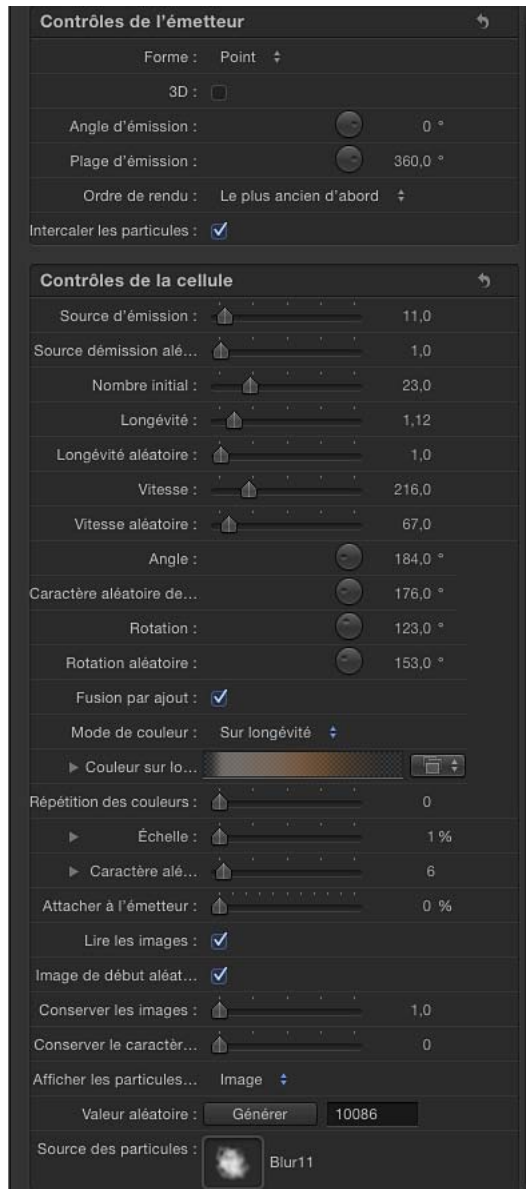 Contrôles de l'émetteur
Forme : Point
3D :
Angle d'émission : 0 °
Plage d'émission : 360,0 °
Ordre de rendu : Le plus ancien d'abord
Intercaler les particules :
Contrôles de la cellule
Source d'émission : 11,0
Source démission alé... 1,0
Nombre initial : 23,0
Longévité : 1,12
Longévité aléatoire : 1,0
Vitesse : 216,0
Vitesse aléatoire : 67,0
Angle : 184,0 °
Caractère aléatoire de... 176,0 °
Rotation : 123,0 °
Rotation aléatoire : 153,0 °
Fusion par ajout :
Mode de couleur : Sur longévité
Couleur sur lo...
Répétition des couleurs : 0
Échelle : 1 %
Caractère alé... 6
Attacher à l'émetteur : 0 %
Lire les images :
Image de début aléat...
Conserver les images : 1,0
Conserver le caractèr... 0
Afficher les particules... Image
Valeur aléatoire : Générer 10086
Source des particules : Blur11